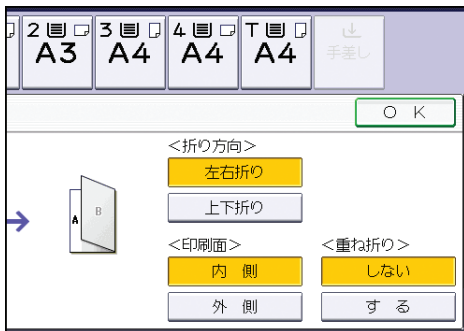 2 3 4 T
A3 A4 A4 A4 手差し
OK
<折り方向>
左右折り
上下折り
A B
<印刷面> <重ね折り>
内側 しない
外側 する